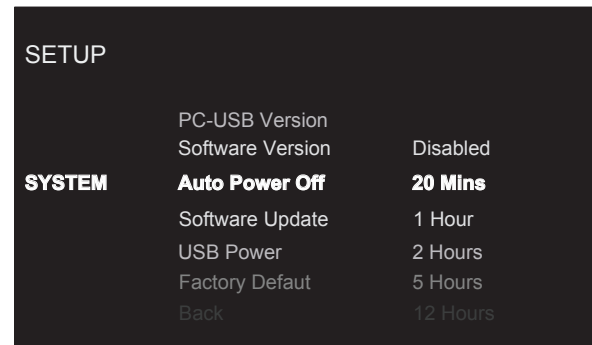 SETUP
PC-USB Version
Software Version Disabled
SYSTEM Auto Power Off 20 Mins
Software Update 1 Hour
USB Power 2 Hours
Factory Defaut 5 Hours
Back 12 Hours